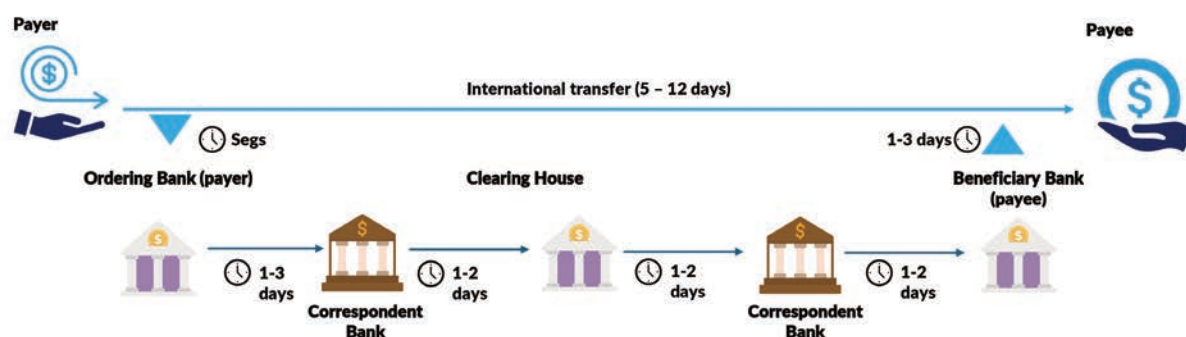 Payer
Payee
International transfer (5 – 12 days)
$
$
Segs
1-3 days
Ordering Bank (payer)
Clearing House
Beneficiary Bank
(payee)
$
$
$
$
$
1-3
days
1-2
days
1-2
days
1-2
days
Correspondent
Bank
Correspondent
Bank